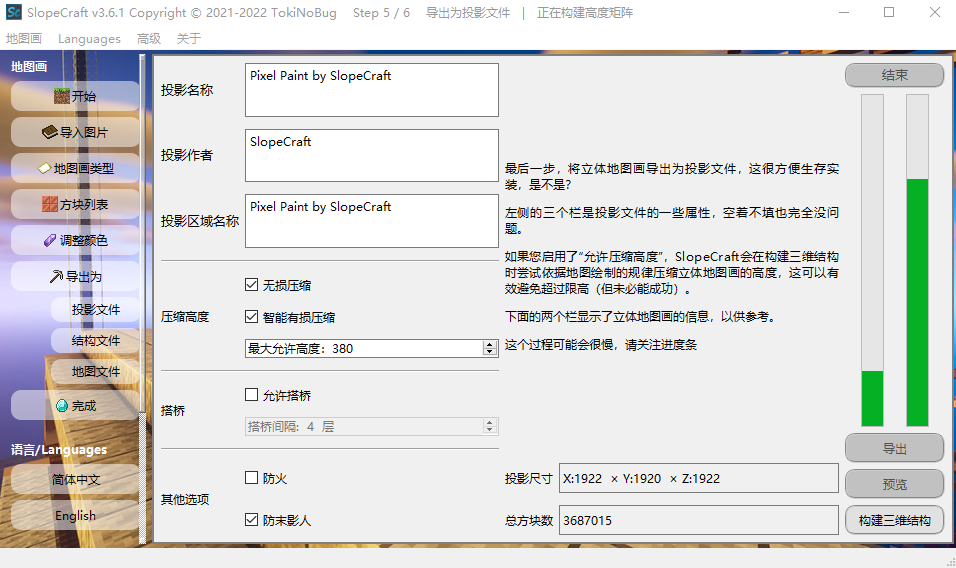 SlopeCraft v3.6.1 Copyright © 2021-2022 TokiNoBug Step 5 / 6 导出为投影文件 | 正在构建高度矩阵
地图画 Languages 高级 关于
地图画
开始
导入图片
地图画类型
方块列表
调整颜色
导出为
投影文件
结构文件
地图文件
完成
语言/Languages
简体中文
English
投影名称
Pixel Paint by SlopeCraft
投影作者
SlopeCraft
投影区域名称
Pixel Paint by SlopeCraft
压缩高度
无损压缩
智能有损压缩
最大允许高度：380
搭桥
允许搭桥
搭桥间隔: 4 层
其他选项
防火
防末影人
最后一步，将立体地图画导出为投影文件，这很方便生存实
装，是不是？
左侧的三个栏是投影文件的一些属性，空着不填也完全没问
题。
如果您启用了“允许压缩高度”，SlopeCraft会在构建三维结构
时尝试依据地图绘制的规律压缩立体地图画的高度，这可以有
效避免超过限高（但未必能成功）。
下面的两个栏显示了立体地图画的信息，以供参考。
这个过程可能会很慢，请关注进度条
投影尺寸
X:1922 × Y:1920 × Z:1922
总方块数
3687015
结束
导出
预览
构建三维结构